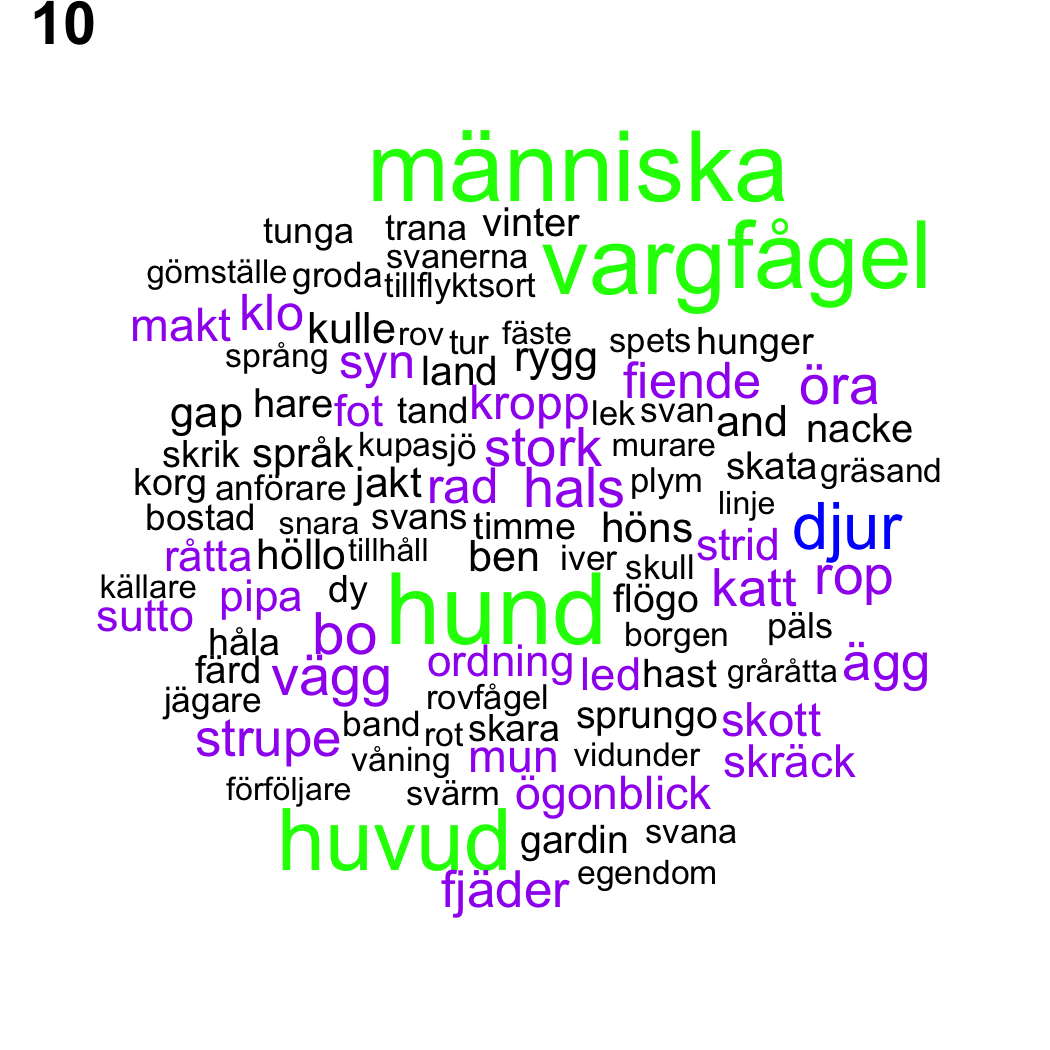 10
människa
tunga trana vinter
svanerna varg fågel
gömställe groda tillflyktsort
makt klo kulle rov tur fäste spets hunger
språng syn land rygg fiende öra
gap hare fot tand kropp lek svan and nacke
skrik språk kupa sjö stork murare skata gräsand
korg anförare jakt rad hals plym linje
bostad snara svans timme höns strid djur
råtta höllo tillhåll ben iver skull katt rop
källare sutto pipa dy hund flögo
håla bo borgen päls
färd vägg ordning led hast gråråtta ägg
jägare rovfågel
strupe band rot skara sprungo skott
våning mun vidunder skräck
förföljare svärm ögonblick
huvud gardin svana
fjäder egendom